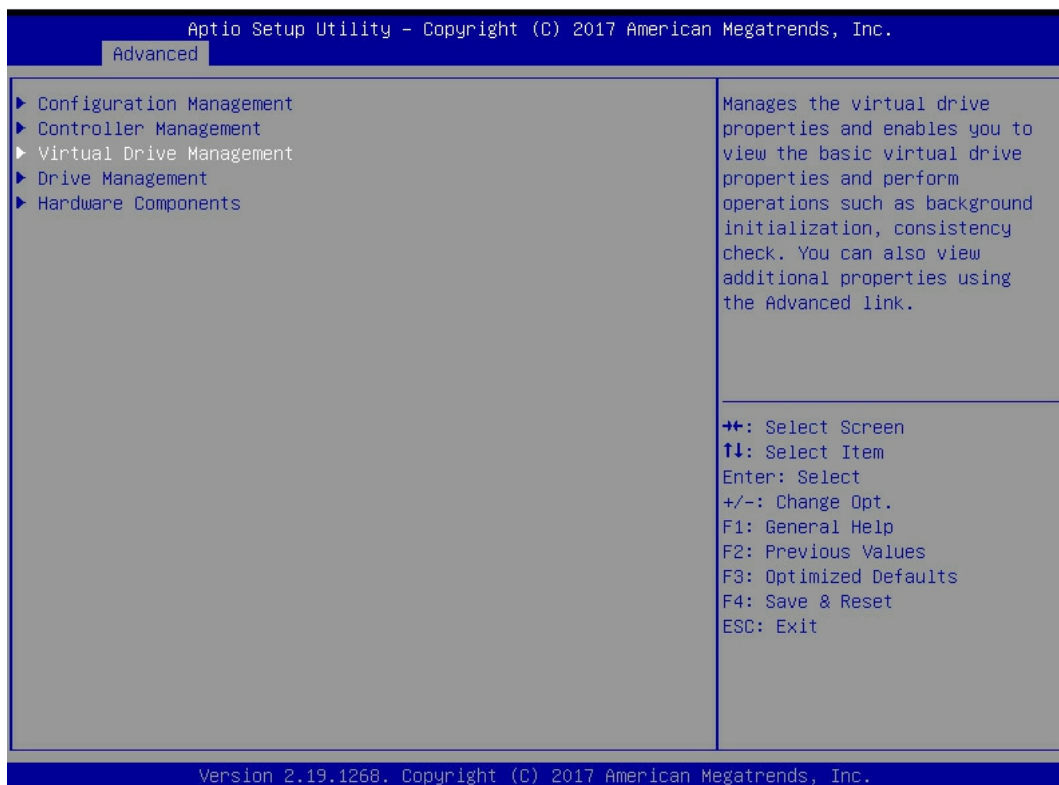 Aptio Setup Utility – Copyright (C) 2017 American Megatrends, Inc.
Advanced
▶ Configuration Management
▶ Controller Management
▶ Virtual Drive Management
▶ Drive Management
▶ Hardware Components
Manages the virtual drive
properties and enables you to
view the basic virtual drive
properties and perform
operations such as background
initialization, consistency
check. You can also view
additional properties using
the Advanced link.
→←: Select Screen
↑↓: Select Item
Enter: Select
+/-: Change Opt.
F1: General Help
F2: Previous Values
F3: Optimized Defaults
F4: Save & Reset
ESC: Exit
Version 2.19.1268. Copyright (C) 2017 American Megatrends, Inc.